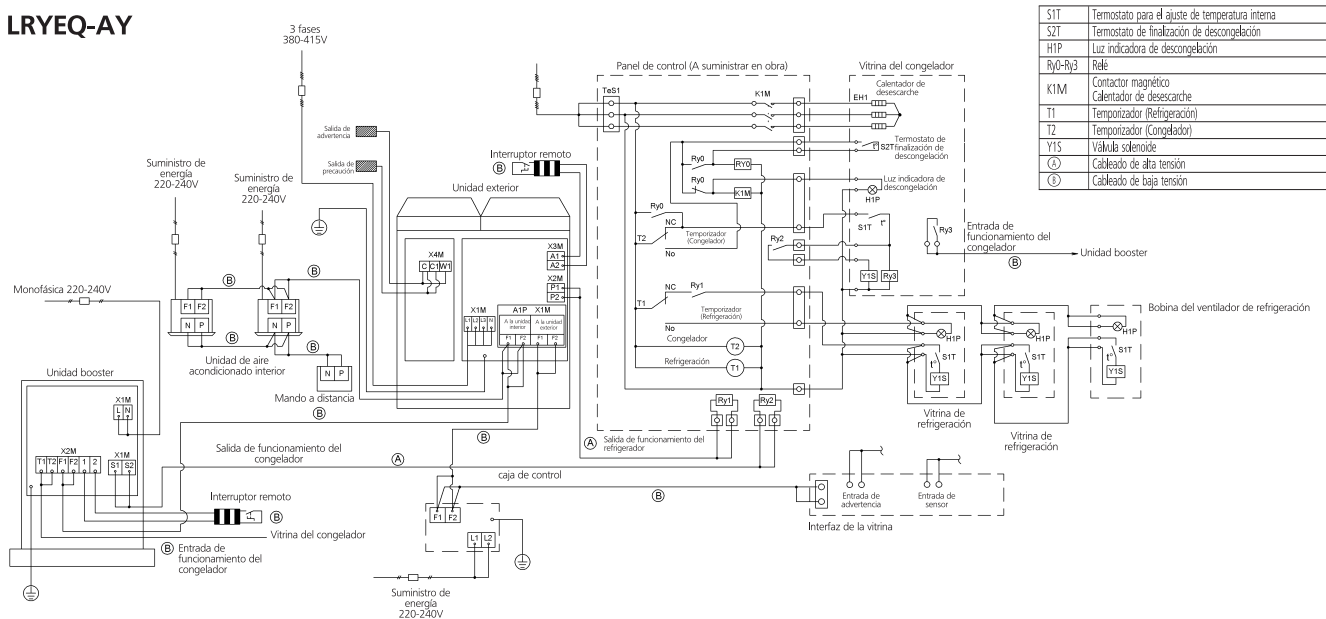 LRYEQ-AY
3 fases
380-415V
Salida de
advertencia
Salida de
precaución
Suministro de
energía
220-240V
Suministro de
energía
220-240V
Monofásica 220-240V
F1 F2
N P
F1 F2
N P
Unidad de aire
acondicionado interior
N P
Mando a distancia
Unidad booster
X1M
L N
X2M
T1 T2 F1 F2 1 2
X1M
S1 S2
Interruptor remoto
B
Unidad exterior
X4M
C C1 W1
X3M
A1
A2
X2M
P1
P2
X1M
L1 L2 L3 N
A1P X1M
A la unidad
interior
A la unidad
exterior
F1 F2 F1 F2
B
B
B
B
B
B
Salida de funcionamiento del
congelador
A
Interruptor remoto
B
Vitrina del congelador
B Entrada de
funcionamiento del
congelador
caja de control
F1 F2
L1 L2
Suministro de
energía
220-240V
B
Panel de control (A suministrar en obra)
TeS1
K1M
Ry0
RY0
Ry0
K1M
Ry0
NC
T2
Temporizador
(Congelador)
No
Ry2
NC
Ry1
T1
Temporizador
(Refrigeración)
No
Congelador
T2
Refrigeración
T1
Ry1
Ry2
A Salida de funcionamiento del
refrigerador
Vitrina del congelador
Calentador de
desescarche
EH1
Termostato de
finalización de
descongelación
t° S2T
Luz indicadora de
descongelación
H1P
S1T t°
Y1S Ry3
Ry3
Entrada de
funcionamiento del
congelador
B
Unidad booster
H1P
S1T
t°
Y1S
Vitrina de
refrigeración
H1P
S1T
t°
Y1S
Vitrina de
refrigeración
Bobina del ventilador de refrigeración
H1P
S1T
t°
Y1S
Entrada de
advertencia
Entrada de
sensor
Interfaz de la vitrina
S1T Termostato para el ajuste de temperatura interna
S2T Termostato de finalización de descongelación
H1P Luz indicadora de descongelación
Ry0-Ry3 Relé
K1M Contactor magnético
Calentador de desescarche
T1 Temporizador (Refrigeración)
T2 Temporizador (Congelador)
Y1S Válvula solenoide
A Cableado de alta tensión
B Cableado de baja tensión